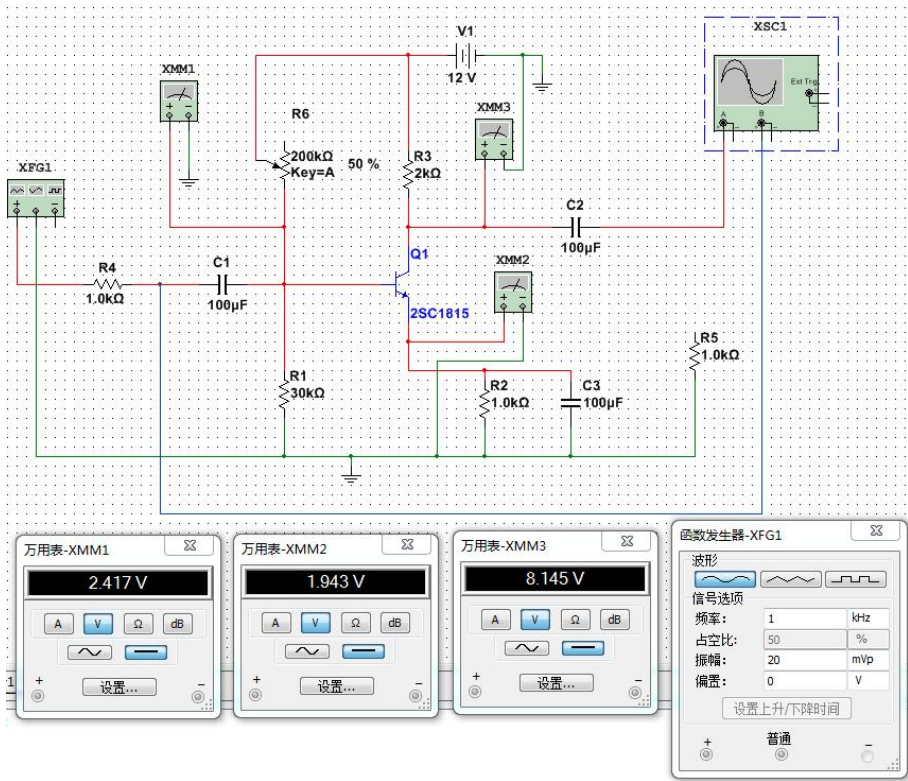 XSC1
V1
12 V
Ext Trg
+
-
A
B
+ -
+ -
XMM1
+ -
R6
200kΩ
Key=A
50 %
R3
2kΩ
XMM3
+ -
XFG1
+ -
C2
100µF
Q1
2SC1815
XMM2
+ -
R4
1.0kΩ
C1
100µF
R5
1.0kΩ
R1
30kΩ
R2
1.0kΩ
C3
100µF
万用表-XMM1
2.417 V
A V Ω dB
设置...
+ -
万用表-XMM2
1.943 V
A V Ω dB
设置...
+ -
万用表-XMM3
8.145 V
A V Ω dB
设置...
+ -
函数发生器-XFG1
波形
信号选项
频率: 1 kHz
占空比: 50 %
振幅: 20 mVp
偏置: 0 V
设置上升/下降时间
+ 普通 -